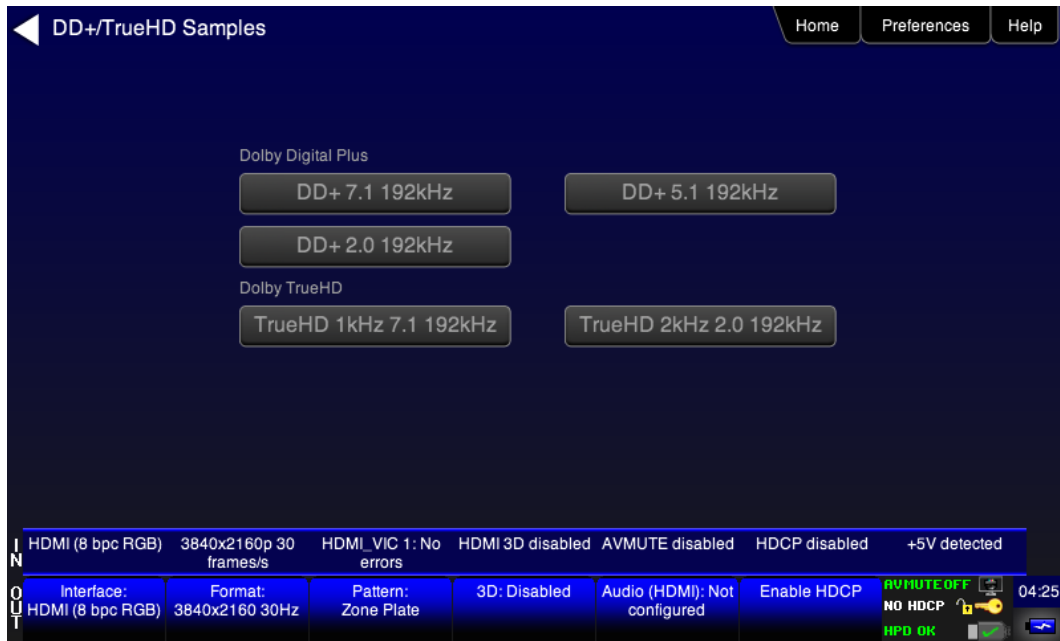 DD+/TrueHD Samples
Home
Preferences
Help
Dolby Digital Plus
DD+ 7.1 192kHz
DD+ 5.1 192kHz
DD+ 2.0 192kHz
Dolby TrueHD
TrueHD 1kHz 7.1 192kHz
TrueHD 2kHz 2.0 192kHz
IN
HDMI (8 bpc RGB)
3840x2160p 30
frames/s
HDMI_VIC 1: No
errors
HDMI 3D disabled
AVMUTE disabled
HDCP disabled
+5V detected
OUT
Interface:
HDMI (8 bpc RGB)
Format:
3840x2160 30Hz
Pattern:
Zone Plate
3D: Disabled
Audio (HDMI): Not
configured
Enable HDCP
AVMUTEOFF
NO HDCP
HPD OK
04:25